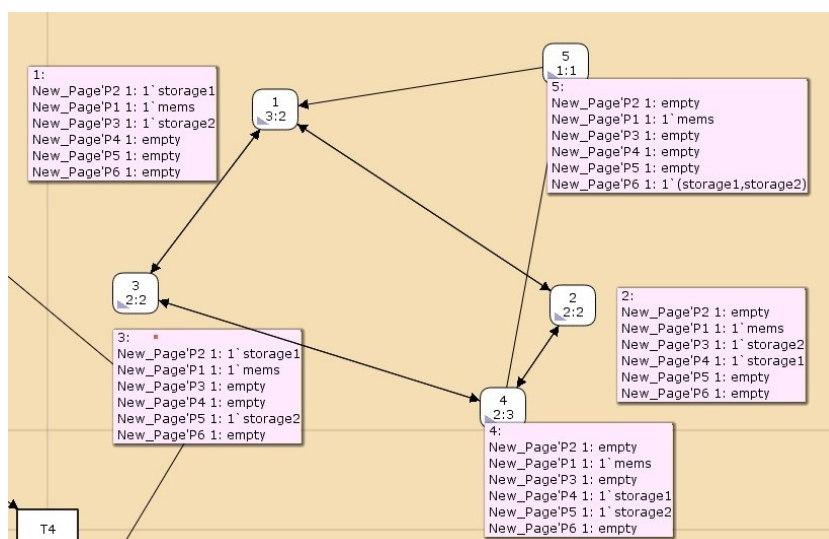 1:
New_Page'P2 1: 1`storage1
New_Page'P1 1: 1`mems
New_Page'P3 1: 1`storage2
New_Page'P4 1: empty
New_Page'P5 1: empty
New_Page'P6 1: empty
1
3:2
5
1:1
5:
New_Page'P2 1: empty
New_Page'P1 1: 1`mems
New_Page'P3 1: empty
New_Page'P4 1: empty
New_Page'P5 1: empty
New_Page'P6 1: 1`(storage1,storage2)
3
2:2
2
2:2
2:
New_Page'P2 1: empty
New_Page'P1 1: 1`mems
New_Page'P3 1: 1`storage2
New_Page'P4 1: 1`storage1
New_Page'P5 1: empty
New_Page'P6 1: empty
3:
New_Page'P2 1: 1`storage1
New_Page'P1 1: 1`mems
New_Page'P3 1: empty
New_Page'P4 1: empty
New_Page'P5 1: 1`storage2
New_Page'P6 1: empty
4
2:3
4:
New_Page'P2 1: empty
New_Page'P1 1: 1`mems
New_Page'P3 1: empty
New_Page'P4 1: 1`storage1
New_Page'P5 1: 1`storage2
New_Page'P6 1: empty
T4